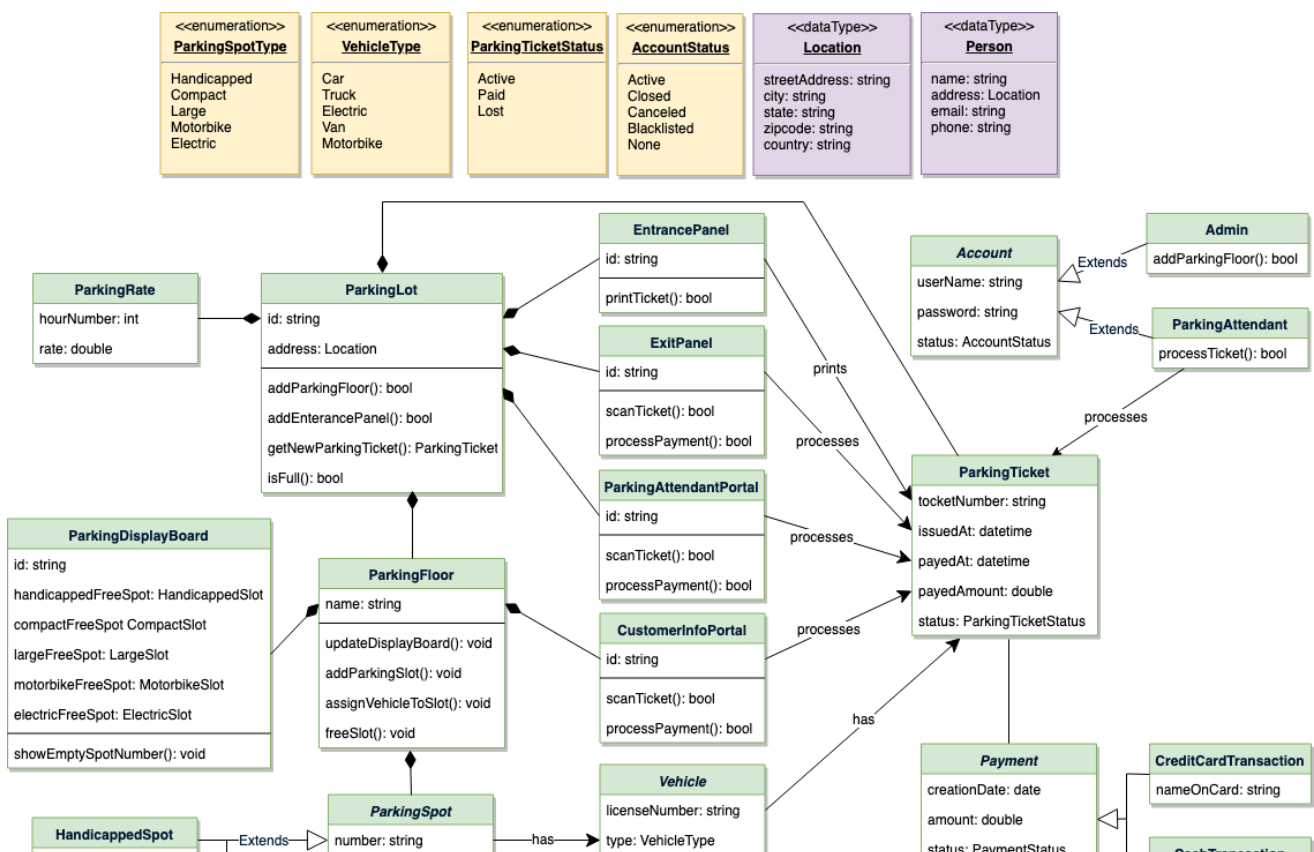 <<enumeration>>
ParkingSpotType
Handicapped
Compact
Large
Motorbike
Electric
<<enumeration>>
VehicleType
Car
Truck
Electric
Van
Motorbike
<<enumeration>>
ParkingTicketStatus
Active
Paid
Lost
<<enumeration>>
AccountStatus
Active
Closed
Canceled
Blacklisted
None
<<dataType>>
Location
streetAddress: string
city: string
state: string
zipcode: string
country: string
<<dataType>>
Person
name: string
address: Location
email: string
phone: string
ParkingRate
hourNumber: int
rate: double
ParkingLot
id: string
address: Location
addParkingFloor(): bool
addEnterancePanel(): bool
getNewParkingTicket(): ParkingTicket
isFull(): bool
EntrancePanel
id: string
printTicket(): bool
ExitPanel
id: string
scanTicket(): bool
processPayment(): bool
ParkingAttendantPortal
id: string
scanTicket(): bool
processPayment(): bool
CustomerInfoPortal
id: string
scanTicket(): bool
processPayment(): bool
prints
processes
processes
processes
has
Account
userName: string
password: string
status: AccountStatus
Extends
Extends
Admin
addParkingFloor(): bool
ParkingAttendant
processTicket(): bool
processes
ParkingTicket
tocketNumber: string
issuedAt: datetime
payedAt: datetime
payedAmount: double
status: ParkingTicketStatus
ParkingDisplayBoard
id: string
handicappedFreeSpot: HandicappedSlot
compactFreeSpot CompactSlot
largeFreeSpot: LargeSlot
motorbikeFreeSpot: MotorbikeSlot
electricFreeSpot: ElectricSlot
showEmptySpotNumber(): void
ParkingFloor
name: string
updateDisplayBoard(): void
addParkingSlot(): void
assignVehicleToSlot(): void
freeSlot(): void
HandicappedSpot
Extends
ParkingSpot
number: string
has
Vehicle
licenseNumber: string
type: VehicleType
Payment
creationDate: date
amount: double
status: PaymentStatus
CreditCardTransaction
nameOnCard: string
CashTransaction